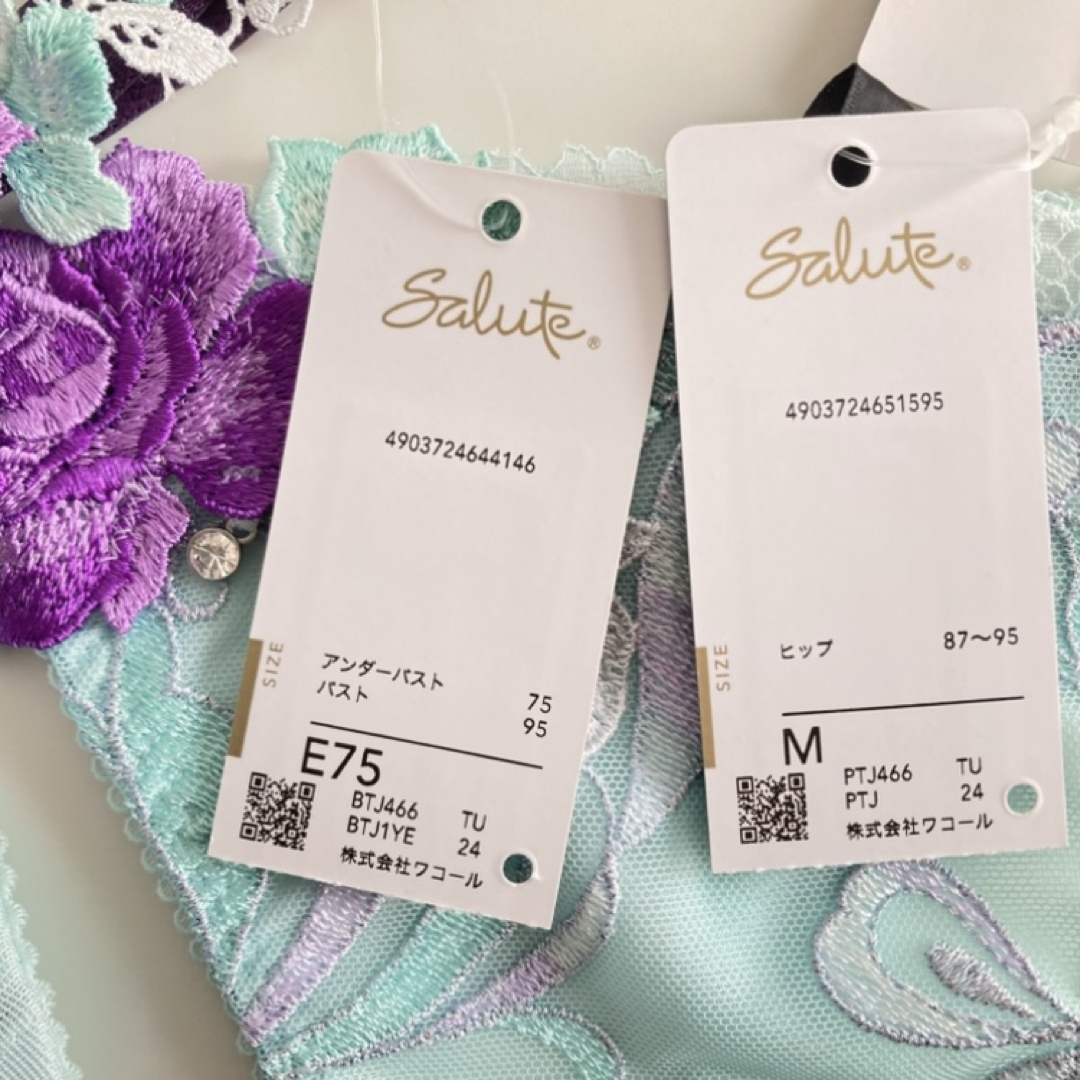 Salute®
4903724644146
SIZE
アンダーバスト 75
バスト 95
E75
BTJ466 TU
BTJ1YE 24
株式会社ワコール
Salute®
4903724651595
SIZE
ヒップ 87～95
M
PTJ466 TU
PTJ 24
株式会社ワコール